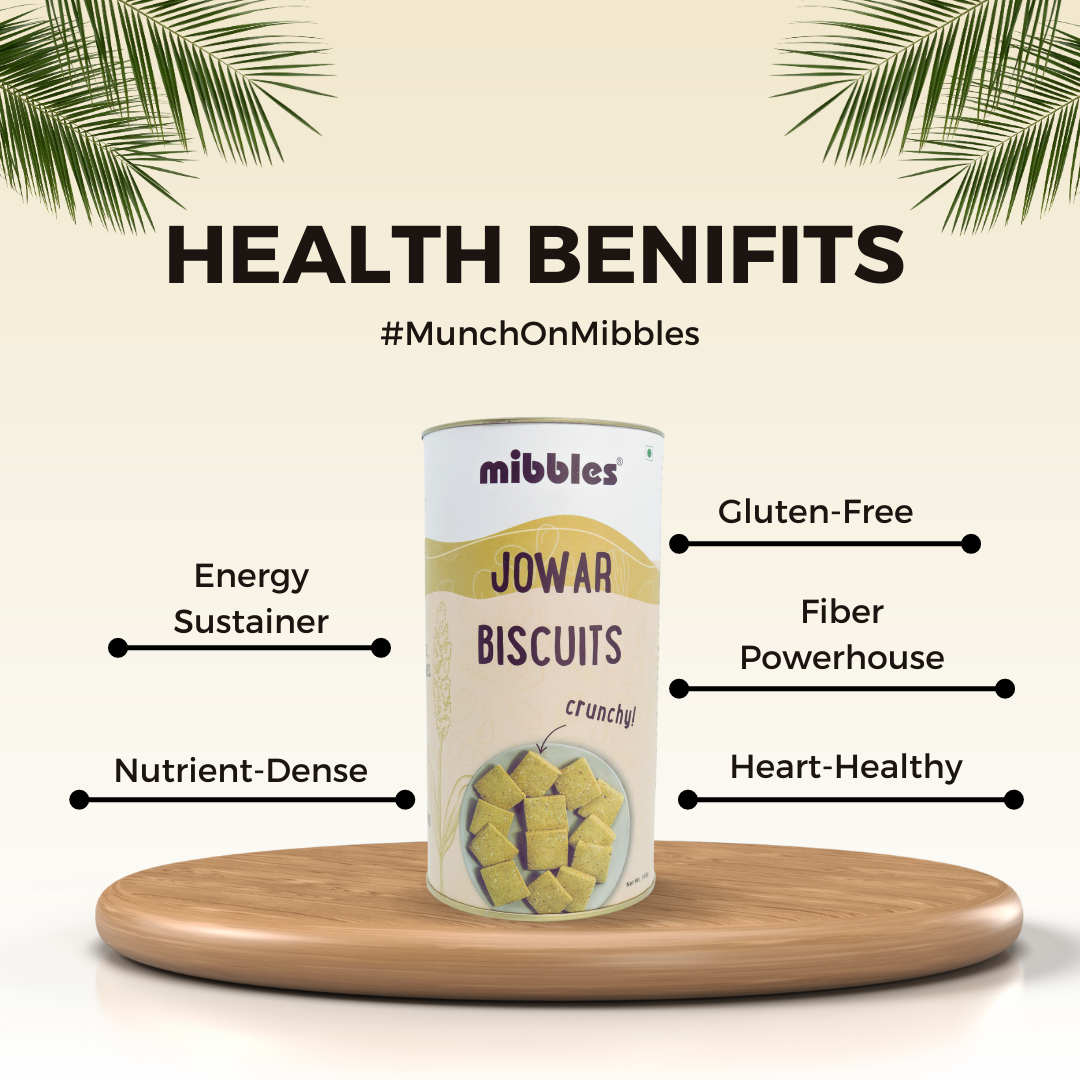 HEALTH BENIFITS
#MunchOnMibbles
mibbles®
JOWAR
BISCUITS
crunchy!
Energy
Sustainer
Nutrient-Dense
Gluten-Free
Fiber
Powerhouse
Heart-Healthy